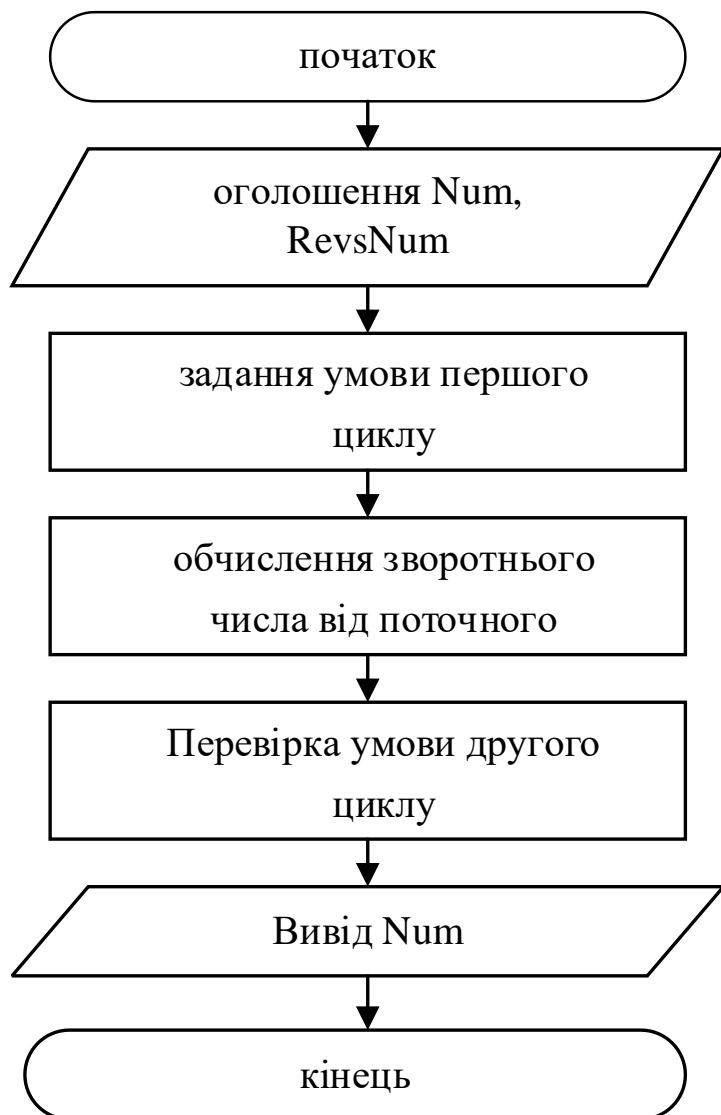 початок
оголошення Num,
RevsNum
задання умови першого
циклу
обчислення зворотнього
числа від поточного
Перевірка умови другого
циклу
Вивід Num
кінець